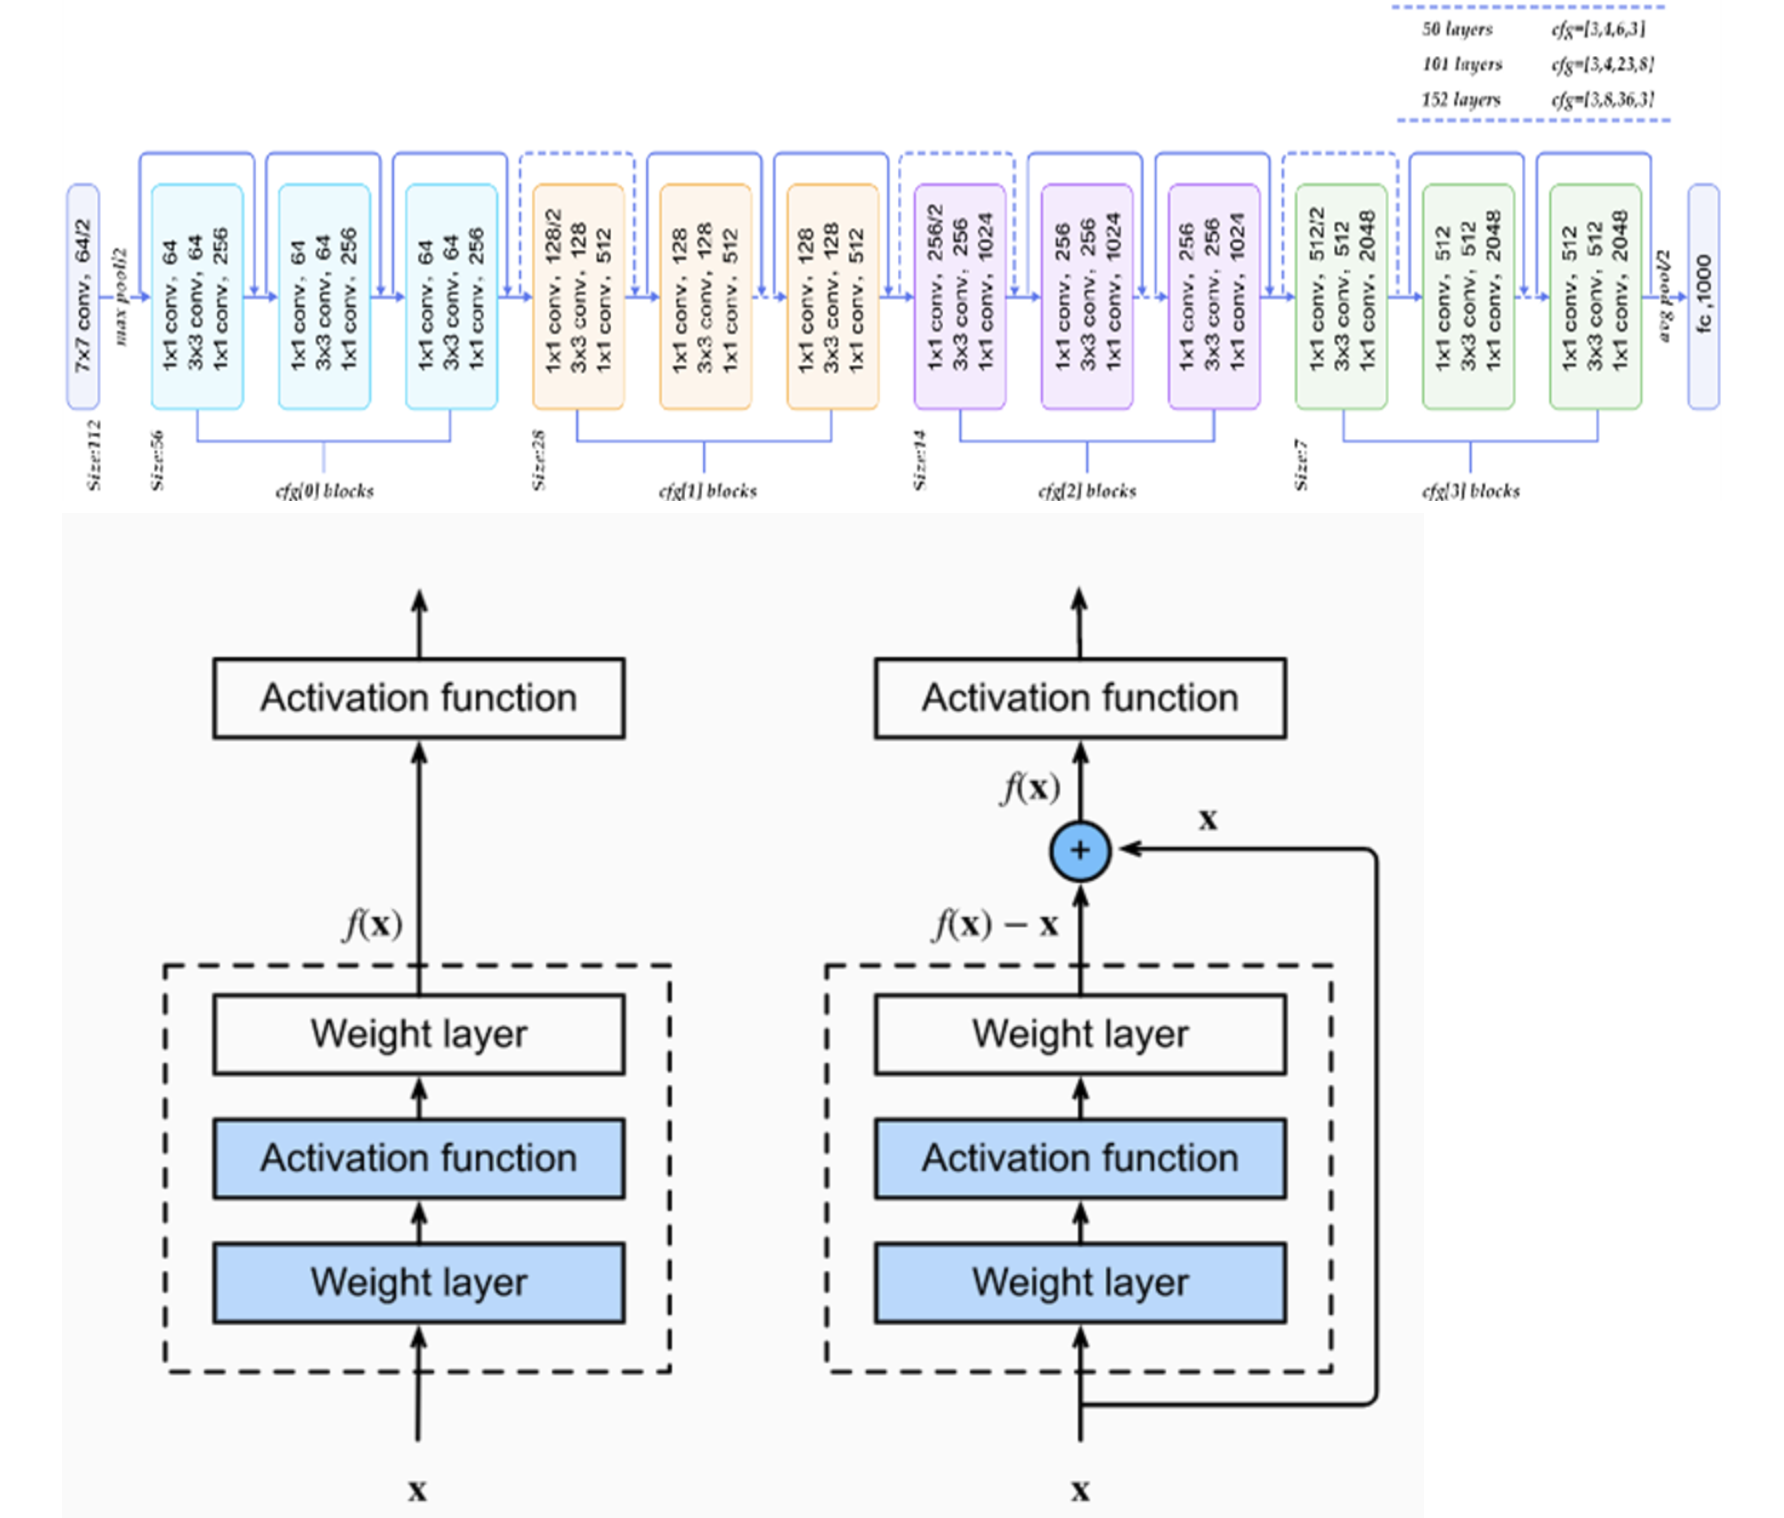 50 layers cfg=[3,4,6,3]
101 layers cfg=[3,4,23,8]
152 layers cfg=[3,8,36,3]
7x7 conv, 64/2
max pool/2
1x1 conv, 64
3x3 conv, 64
1x1 conv, 256
1x1 conv, 64
3x3 conv, 64
1x1 conv, 256
1x1 conv, 64
3x3 conv, 64
1x1 conv, 256
1x1 conv, 128/2
3x3 conv, 128
1x1 conv, 512
1x1 conv, 128
3x3 conv, 128
1x1 conv, 512
1x1 conv, 128
3x3 conv, 128
1x1 conv, 512
1x1 conv, 256/2
3x3 conv, 256
1x1 conv, 1024
1x1 conv, 256
3x3 conv, 256
1x1 conv, 1024
1x1 conv, 256
3x3 conv, 256
1x1 conv, 1024
1x1 conv, 512/2
3x3 conv, 512
1x1 conv, 2048
1x1 conv, 512
3x3 conv, 512
1x1 conv, 2048
1x1 conv, 512
3x3 conv, 512
1x1 conv, 2048
avg pool/2
fc ,1000
Size:112
Size:56
cfg[0] blocks
Size:28
cfg[1] blocks
Size:14
cfg[2] blocks
Size:7
cfg[3] blocks
Activation function
f(x)
Weight layer
Activation function
Weight layer
x
Activation function
f(x)
x
+
f(x) − x
Weight layer
Activation function
Weight layer
x